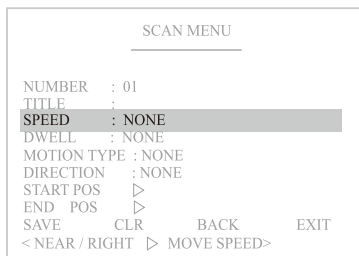 SCAN MENU
NUMBER : 01
TITLE :
SPEED : NONE
DWELL : NONE
MOTION TYPE : NONE
DIRECTION : NONE
START POS ▷
END POS ▷
SAVE CLR BACK EXIT
< NEAR / RIGHT ▷ MOVE SPEED>